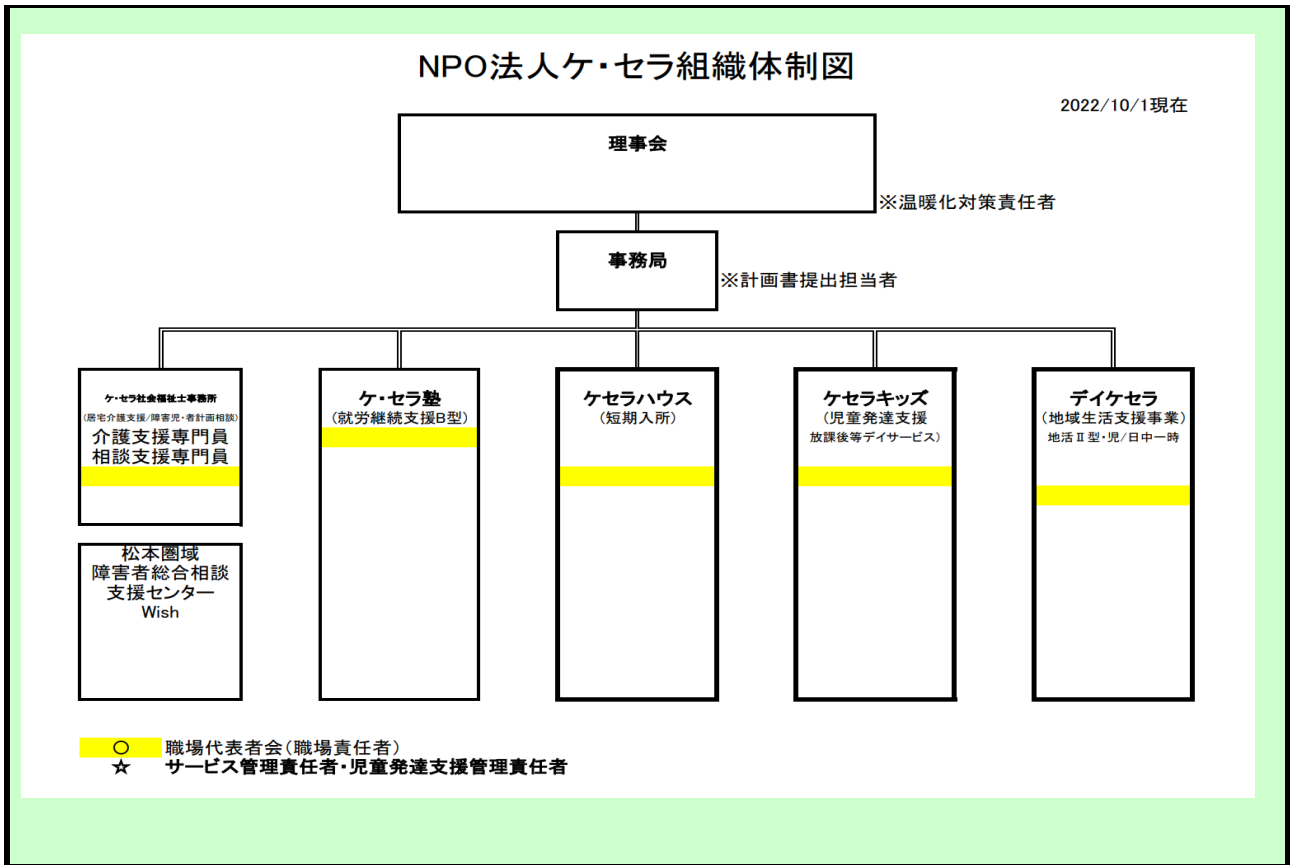 NPO法人ケ・セラ組織体制図
2022/10/1現在
理事会
※温暖化対策責任者
事務局
※計画書提出担当者
ケ・セラ社会福祉士事務所
(居宅介護支援/障害児・者計画相談)
介護支援専門員
相談支援専門員
松本圏域
障害者総合相談
支援センター
Wish
ケ・セラ塾
(就労継続支援B型)
ケセラハウス
(短期入所)
ケセラキッズ
(児童発達支援
放課後等デイサービス)
デイケセラ
(地域生活支援事業)
地活Ⅱ型・児/日中一時
○ 職場代表者会(職場責任者)
☆ サービス管理責任者・児童発達支援管理責任者